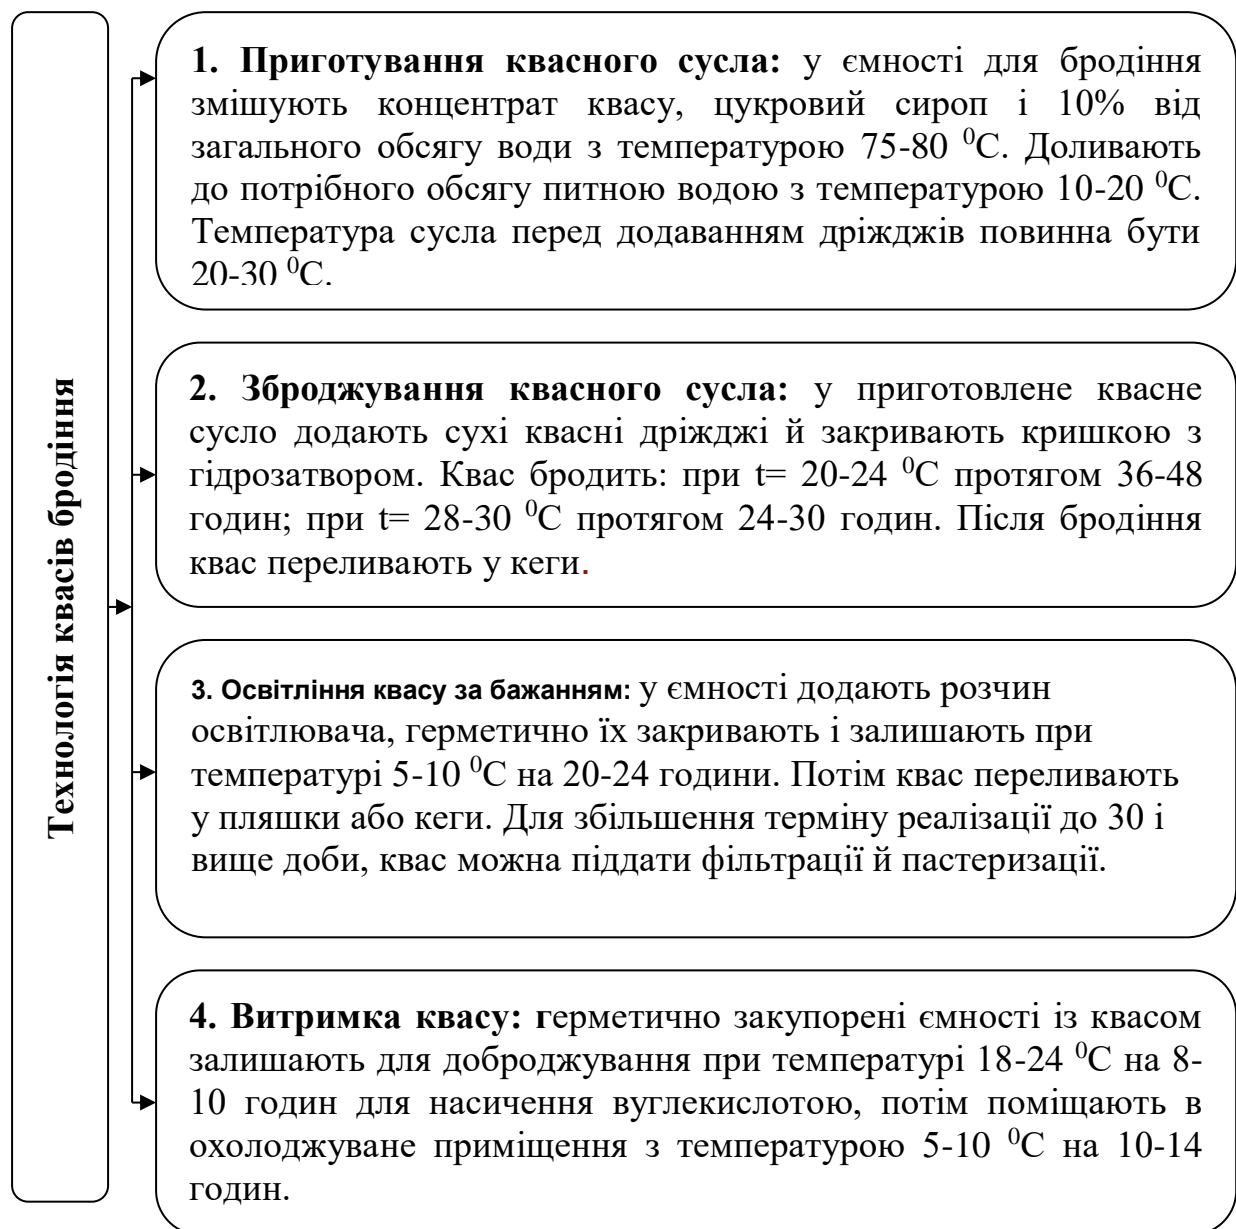 Технологія квасів бродіння
1. Приготування квасного сусла: у ємності для бродіння
змішують концентрат квасу, цукровий сироп і 10% від
загального обсягу води з температурою 75-80 ⁰С. Доливають
до потрібного обсягу питною водою з температурою 10-20 ⁰С.
Температура сусла перед додаванням дріжджів повинна бути
20-30 ⁰С.
2. Зброджування квасного сусла: у приготовлене квасне
сусло додають сухі квасні дріжджі й закривають кришкою з
гідрозатвором. Квас бродить: при t= 20-24 ⁰С протягом 36-48
годин; при t= 28-30 ⁰С протягом 24-30 годин. Після бродіння
квас переливають у кеги.
3. Освітління квасу за бажанням: у ємності додають розчин
освітлювача, герметично їх закривають і залишають при
температурі 5-10 ⁰С на 20-24 години. Потім квас переливають
у пляшки або кеги. Для збільшення терміну реалізації до 30 і
вище доби, квас можна піддати фільтрації й пастеризації.
4. Витримка квасу: герметично закупорені ємності із квасом
залишають для доброджування при температурі 18-24 ⁰С на 8-
10 годин для насичення вуглекислотою, потім поміщають в
охолоджуване приміщення з температурою 5-10 ⁰С на 10-14
годин.